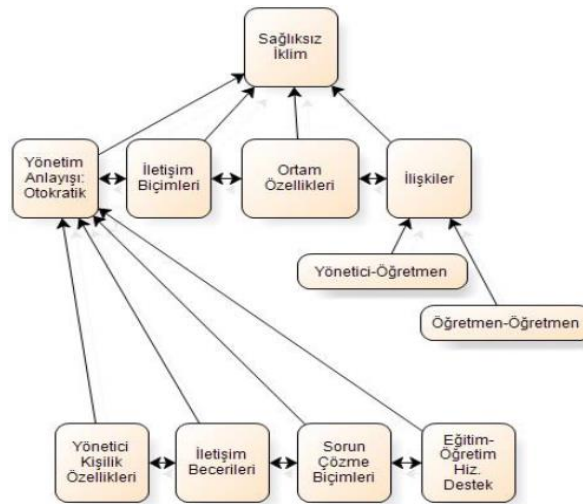 Sağlıksız
İklim
Yönetim
Anlayışı:
Otokratik
İletişim
Biçimleri
Ortam
Özellikleri
İlişkiler
Yönetici-Öğretmen
Öğretmen-Öğretmen
Yönetici
Kişilik
Özellikleri
İletişim
Becerileri
Sorun
Çözme
Biçimleri
Eğitim-
Öğretim
Hiz.
Destek